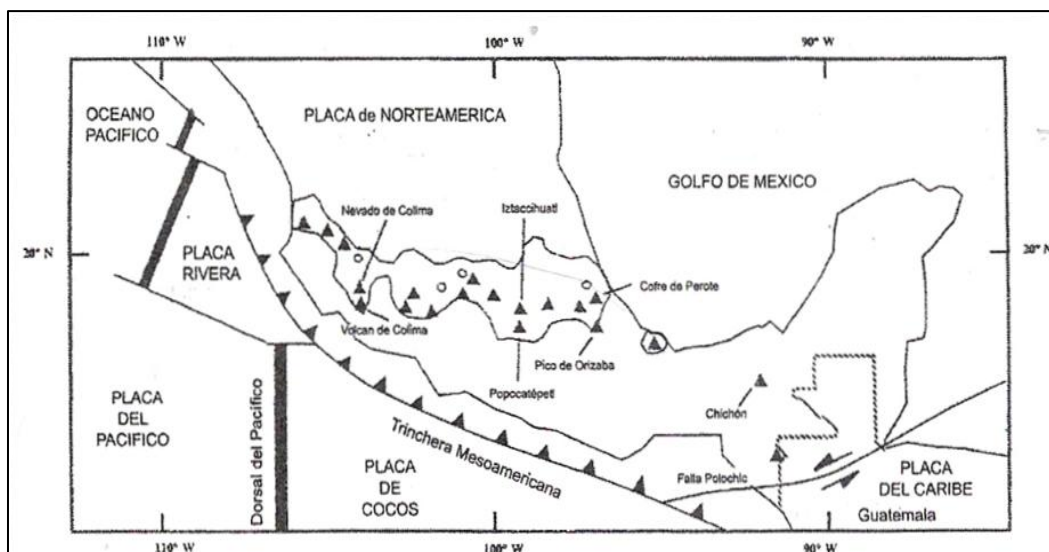 110° W
100° W
90° W
OCEANO
PACIFICO
PLACA de NORTEAMERICA
GOLFO DE MEXICO
Nevado de Colima
Iztaccihuatl
20° N
20° N
PLACA
RIVERA
Cofre de Perote
Volcan de Colima
Pico de Orizaba
Popocatépetl
Chichón
PLACA
DEL
PACIFICO
Dorsal del Pacífico
Trinchera Mesoamericana
PLACA
DE
COCOS
Falla Polochic
PLACA
DEL CARIBE
Guatemala
110° W
100° W
90° W